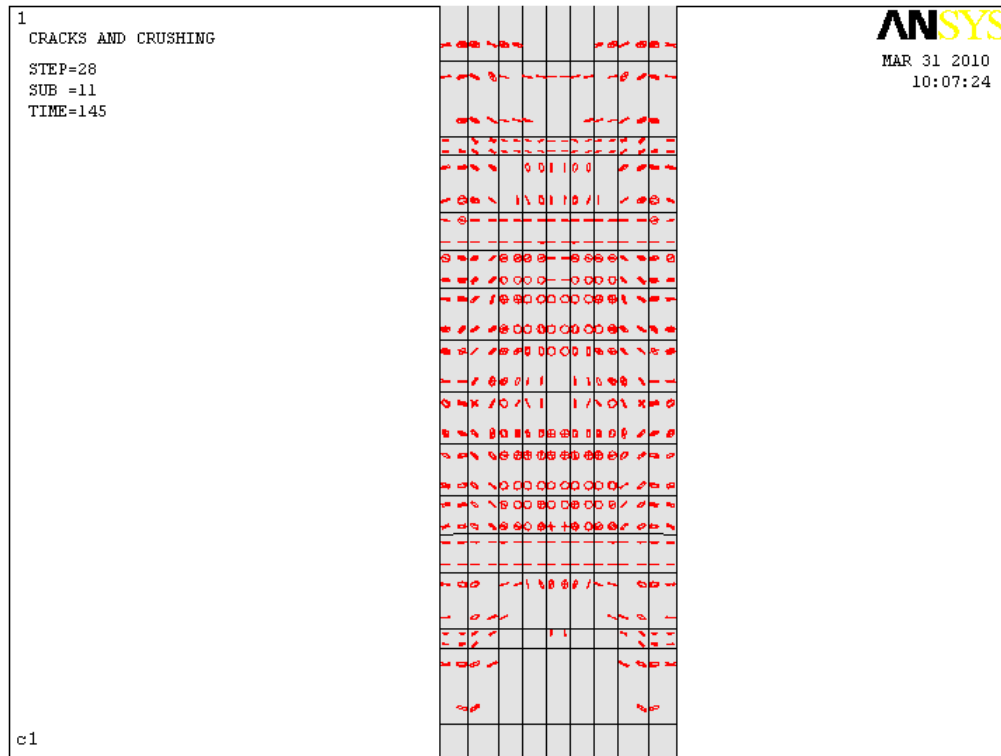 1
CRACKS AND CRUSHING
STEP=28
SUB =11
TIME=145
ANSYS
MAR 31 2010
10:07:24
c1